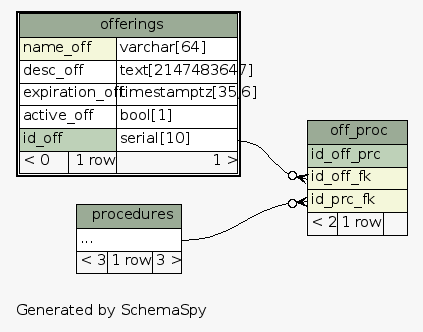 offerings
name_off varchar[64]
desc_off text[2147483647]
expiration_off timestamptz[35,6]
active_off bool[1]
id_off serial[10]
< 0 1 row 1 >
off_proc
id_off_prc
id_off_fk
id_prc_fk
< 2 1 row
procedures
...
< 3 1 row 3 >
Generated by SchemaSpy